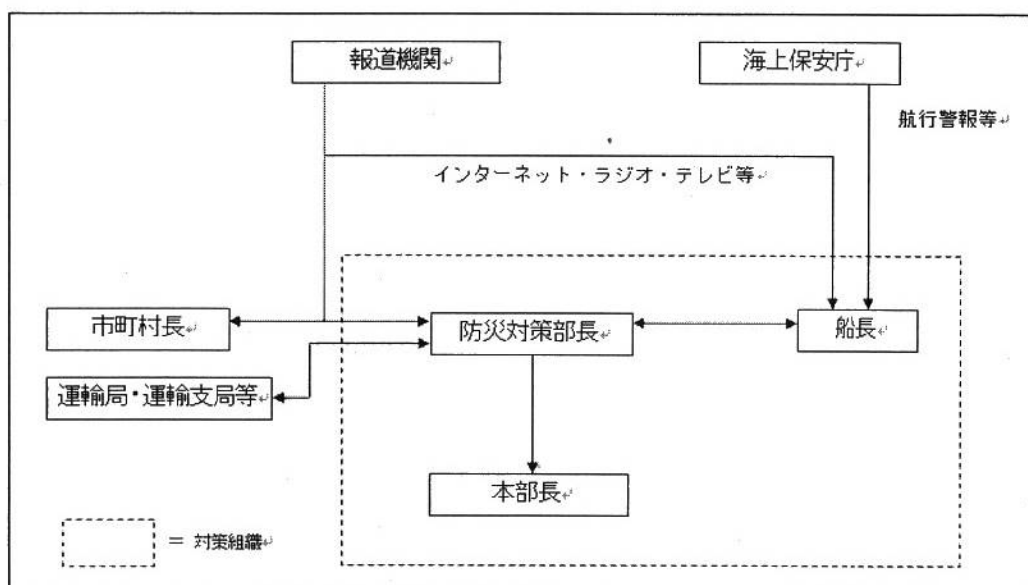 報道機関
海上保安庁
航行警報等
インターネット・ラジオ・テレビ等
市町村長
防災対策部長
船長
運輸局・運輸支局等
本部長
= 対策組織